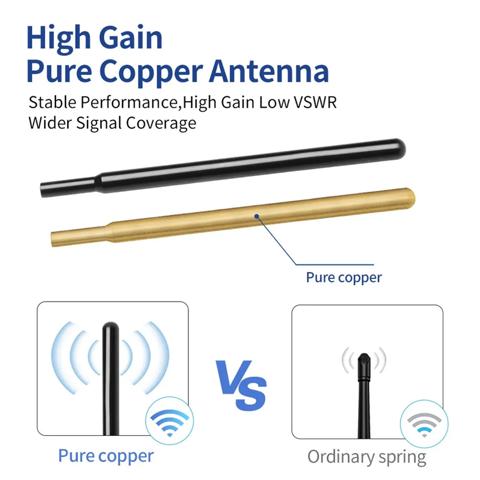 High Gain
Pure Copper Antenna
Stable Performance,High Gain Low VSWR
Wider Signal Coverage
Pure copper
VS
Pure copper
Ordinary spring